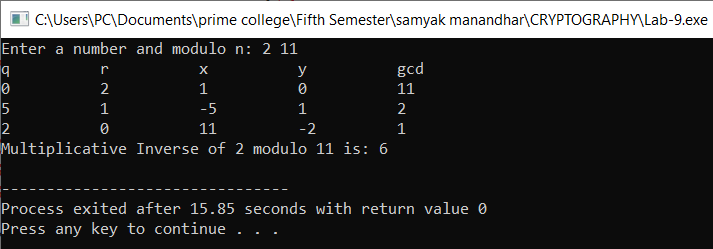 C:\Users\PC\Documents\prime college\Fifth Semester\samyak manandhar\CRYPTOGRAPHY\Lab-9.exe
Enter a number and modulo n: 2 11
q r x y gcd
0 2 1 0 11
5 1 -5 1 2
2 0 11 -2 1
Multiplicative Inverse of 2 modulo 11 is: 6
--------------------------------
Process exited after 15.85 seconds with return value 0
Press any key to continue . . .